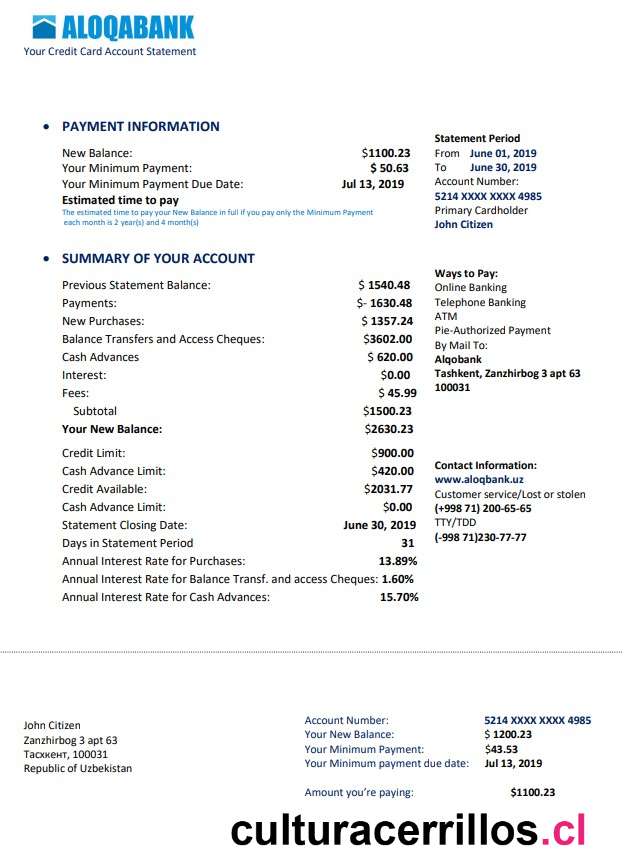 ALOQABANK
Your Credit Card Account Statement
• PAYMENT INFORMATION
New Balance: $1100.23
Your Minimum Payment: $ 50.63
Your Minimum Payment Due Date: Jul 13, 2019
Estimated time to pay
The estimated time to pay your New Balance in full if you pay only the Minimum Payment
each month is 2 year(s) and 4 month(s)
Statement Period
From June 01, 2019
To June 30, 2019
Account Number:
5214 XXXX XXXX 4985
Primary Cardholder
John Citizen
• SUMMARY OF YOUR ACCOUNT
Previous Statement Balance: $ 1540.48
Payments: $- 1630.48
New Purchases: $ 1357.24
Balance Transfers and Access Cheques: $3602.00
Cash Advances $ 620.00
Interest: $0.00
Fees: $ 45.99
Subtotal $1500.23
Your New Balance: $2630.23
Credit Limit: $900.00
Cash Advance Limit: $420.00
Credit Available: $2031.77
Cash Advance Limit: $0.00
Statement Closing Date: June 30, 2019
Days in Statement Period 31
Annual Interest Rate for Purchases: 13.89%
Annual Interest Rate for Balance Transf. and access Cheques: 1.60%
Annual Interest Rate for Cash Advances: 15.70%
Ways to Pay:
Online Banking
Telephone Banking
ATM
Pie-Authorized Payment
By Mail To:
Alqobank
Tashkent, Zanzhirbog 3 apt 63
100031
Contact Information:
www.aloqbank.uz
Customer service/Lost or stolen
(+998 71) 200-65-65
TTY/TDD
(-998 71)230-77-77
John Citizen
Zanzhirbog 3 apt 63
Тасхкент, 100031
Republic of Uzbekistan
Account Number: 5214 XXXX XXXX 4985
Your New Balance: $ 1200.23
Your Minimum Payment: $43.53
Your Minimum payment due date: Jul 13, 2019
Amount you're paying: $1100.23
culturacerrillos.cl